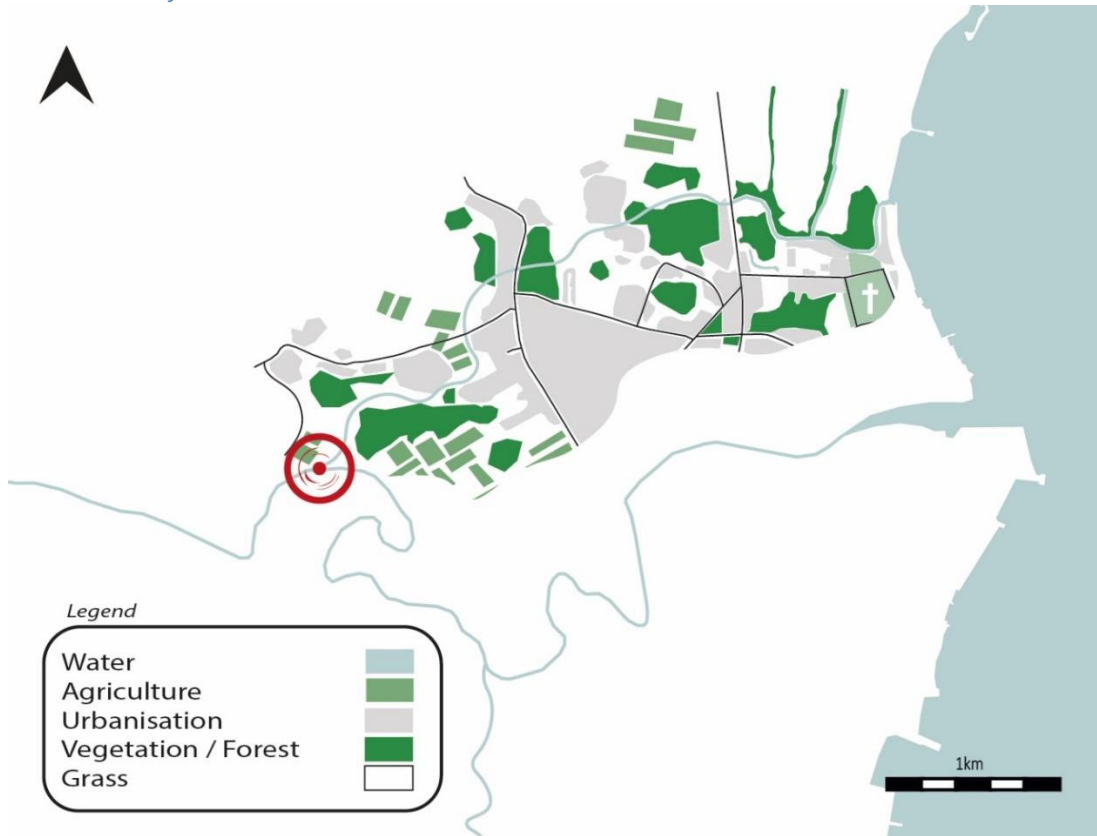 Legend
Water
Agriculture
Urbanisation
Vegetation / Forest
Grass
1km